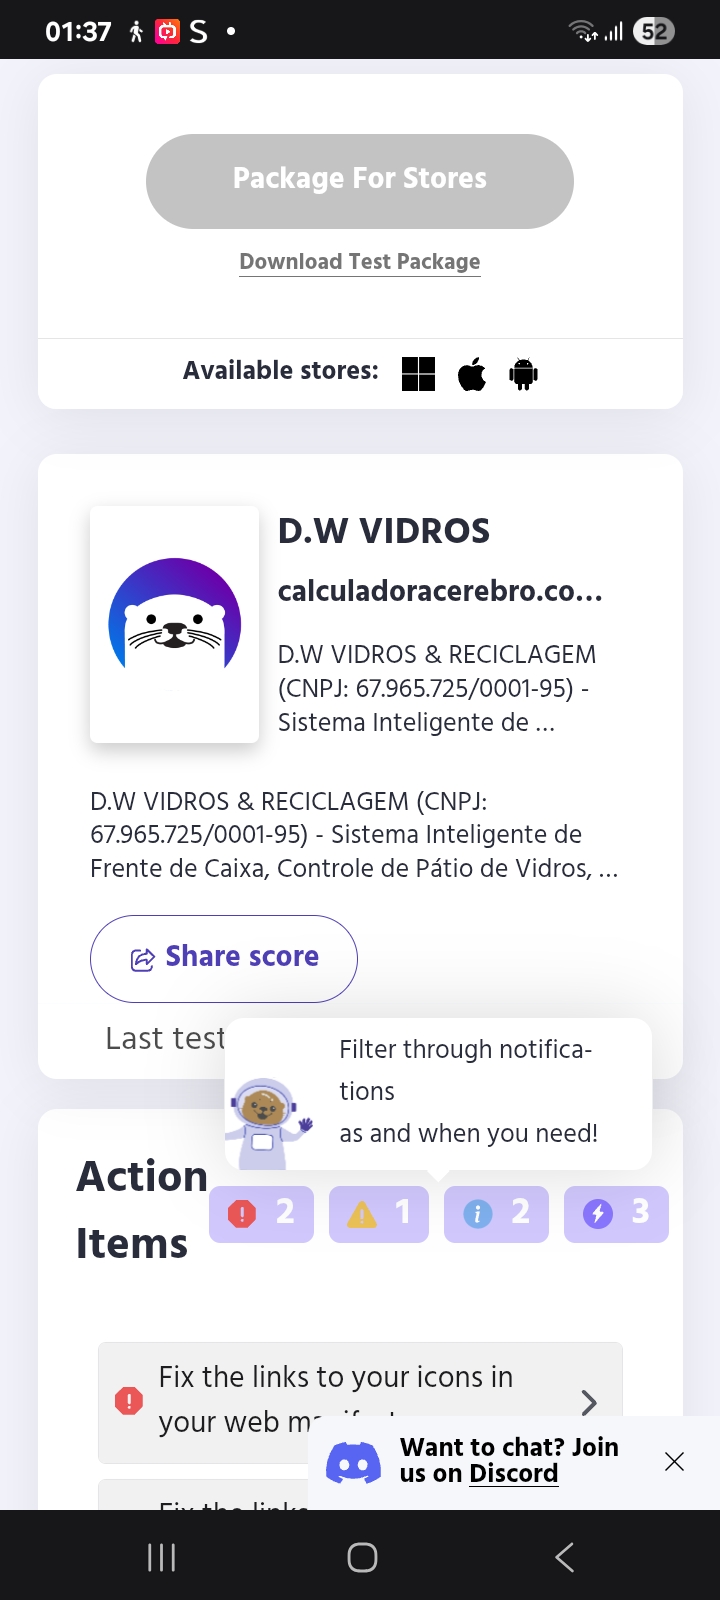 01:37 S 52
Package For Stores
Download Test Package
Available stores:
D.W VIDROS
calculadoracerebro.co...
D.W VIDROS & RECICLAGEM
(CNPJ: 67.965.725/0001-95) -
Sistema Inteligente de ...
D.W VIDROS & RECICLAGEM (CNPJ:
67.965.725/0001-95) - Sistema Inteligente de
Frente de Caixa, Controle de Pátio de Vidros, ...
Share score
Last test
Filter through notifica-
tions
as and when you need!
Action
Items
2 1 2 3
Fix the links to your icons in
your web
Want to chat? Join
us on Discord
Fix the links